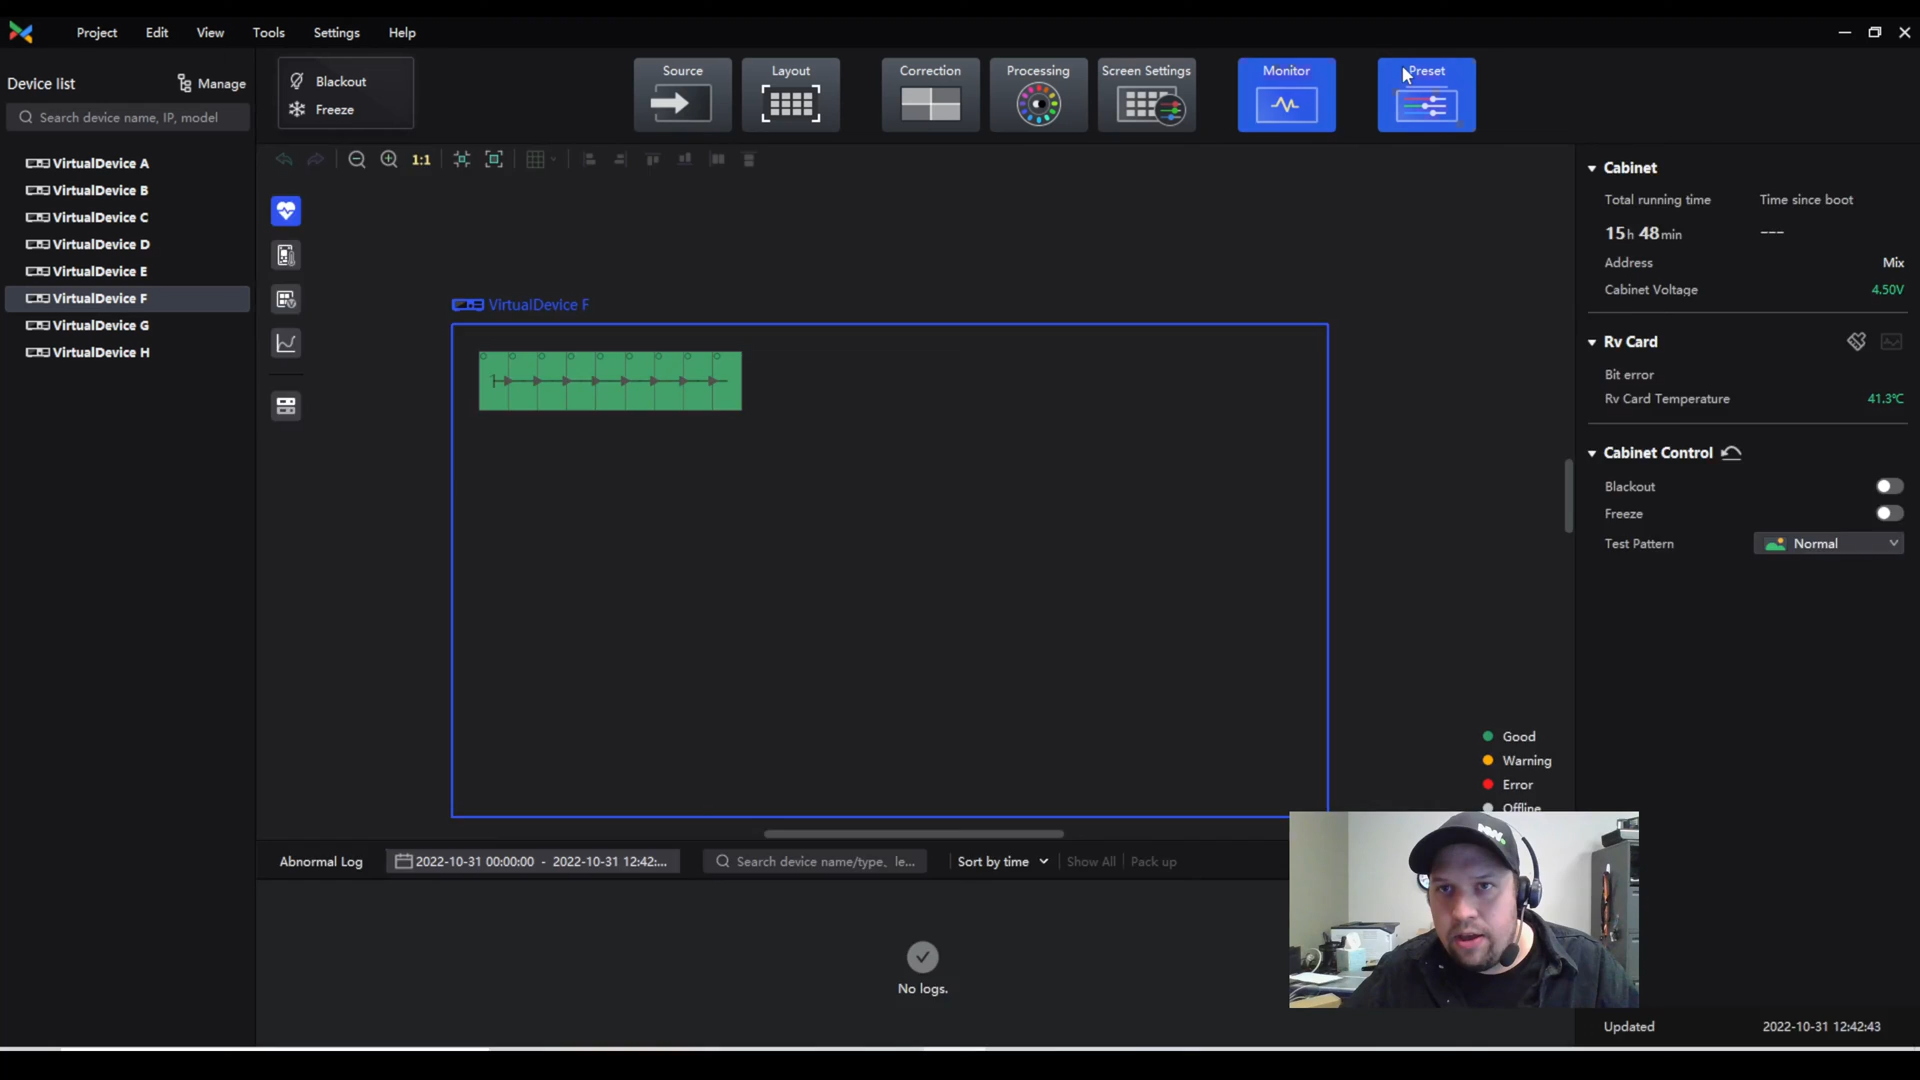 Project Edit View Tools Settings Help
Device list Manage
Search device name, IP, model
VirtualDevice A
VirtualDevice B
VirtualDevice C
VirtualDevice D
VirtualDevice E
VirtualDevice F
VirtualDevice G
VirtualDevice H
Blackout
Freeze
Source Layout Correction Processing Screen Settings Monitor Preset
1:1
VirtualDevice F
Good
Warning
Error
Offline
Abnormal Log 2022-10-31 00:00:00 - 2022-10-31 12:42:... Search device name/type、le... Sort by time Show All Pack up
No logs.
Cabinet
Total running time Time since boot
15h 48min ---
Address Mix
Cabinet Voltage 4.50V
Rv Card
Bit error
Rv Card Temperature 41.3℃
Cabinet Control
Blackout
Freeze
Test Pattern Normal
Updated 2022-10-31 12:42:43